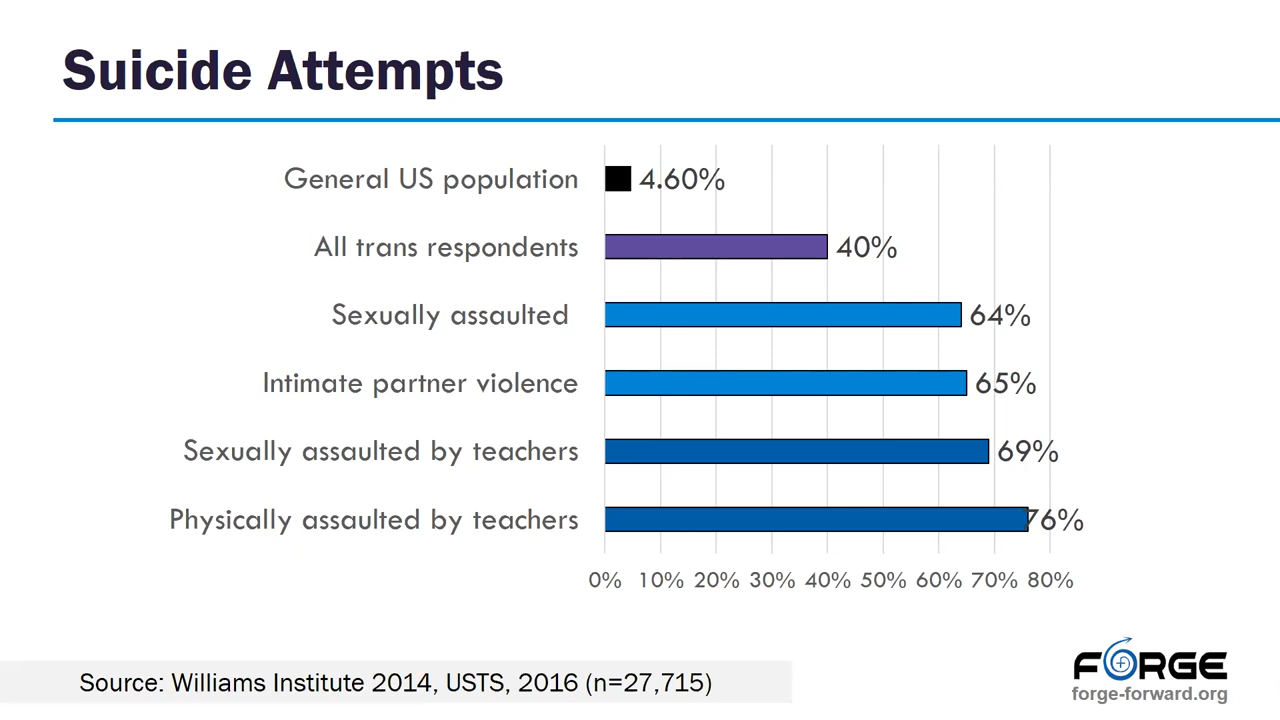 Suicide Attempts
General US population 4.60%
All trans respondents 40%
Sexually assaulted 64%
Intimate partner violence 65%
Sexually assaulted by teachers 69%
Physically assaulted by teachers 76%
0% 10% 20% 30% 40% 50% 60% 70% 80%
Source: Williams Institute 2014, USTS, 2016 (n=27,715)
FORGE
forge-forward.org